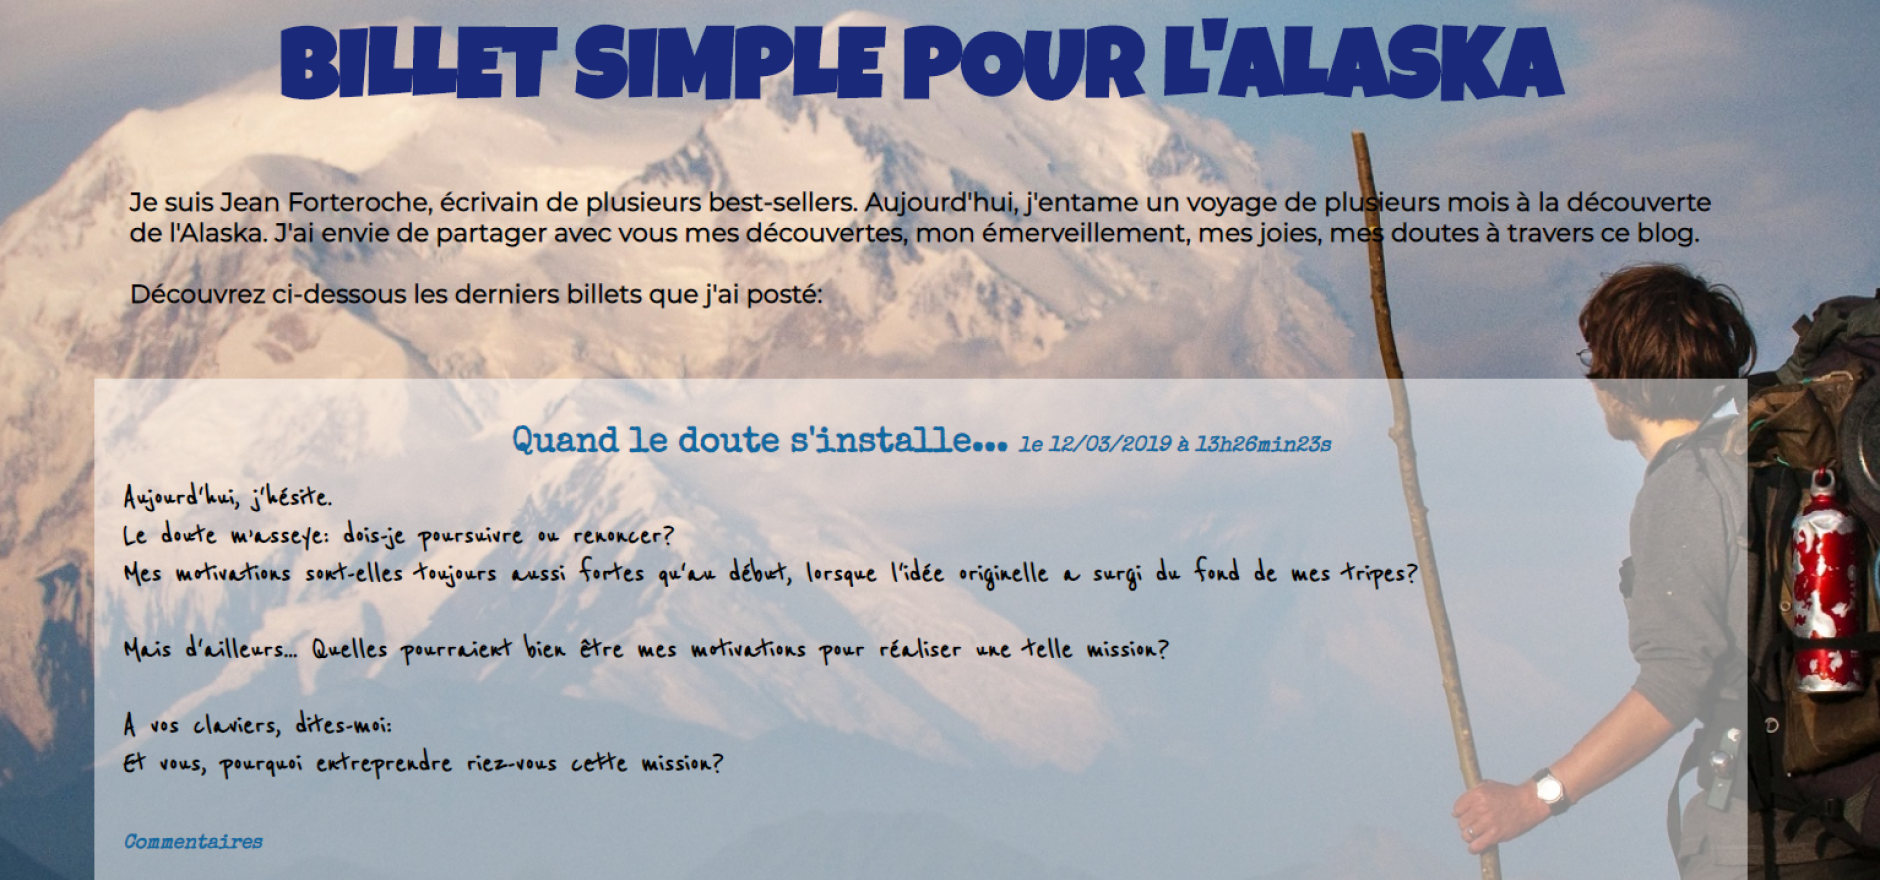 BILLET SIMPLE POUR L'ALASKA
Je suis Jean Forteroche, écrivain de plusieurs best-sellers. Aujourd'hui, j'entame un voyage de plusieurs mois à la découverte
de l'Alaska. J'ai envie de partager avec vous mes découvertes, mon émerveillement, mes joies, mes doutes à travers ce blog.
Découvrez ci-dessous les derniers billets que j'ai posté:
Quand le doute s'installe... le 12/03/2019 à 13h26min23s
Aujourd'hui, j'hésite.
Le doute m'asseye: dois-je poursuivre ou renoncer?
Mes motivations sont-elles toujours aussi fortes qu'au début, lorsque l'idée originelle a surgi du fond de mes tripes?
Mais d'ailleurs... Quelles pourraient bien être mes motivations pour réaliser une telle mission?
A vos claviers, dites-moi:
Et vous, pourquoi entreprendre riez-vous cette mission?
Commentaires